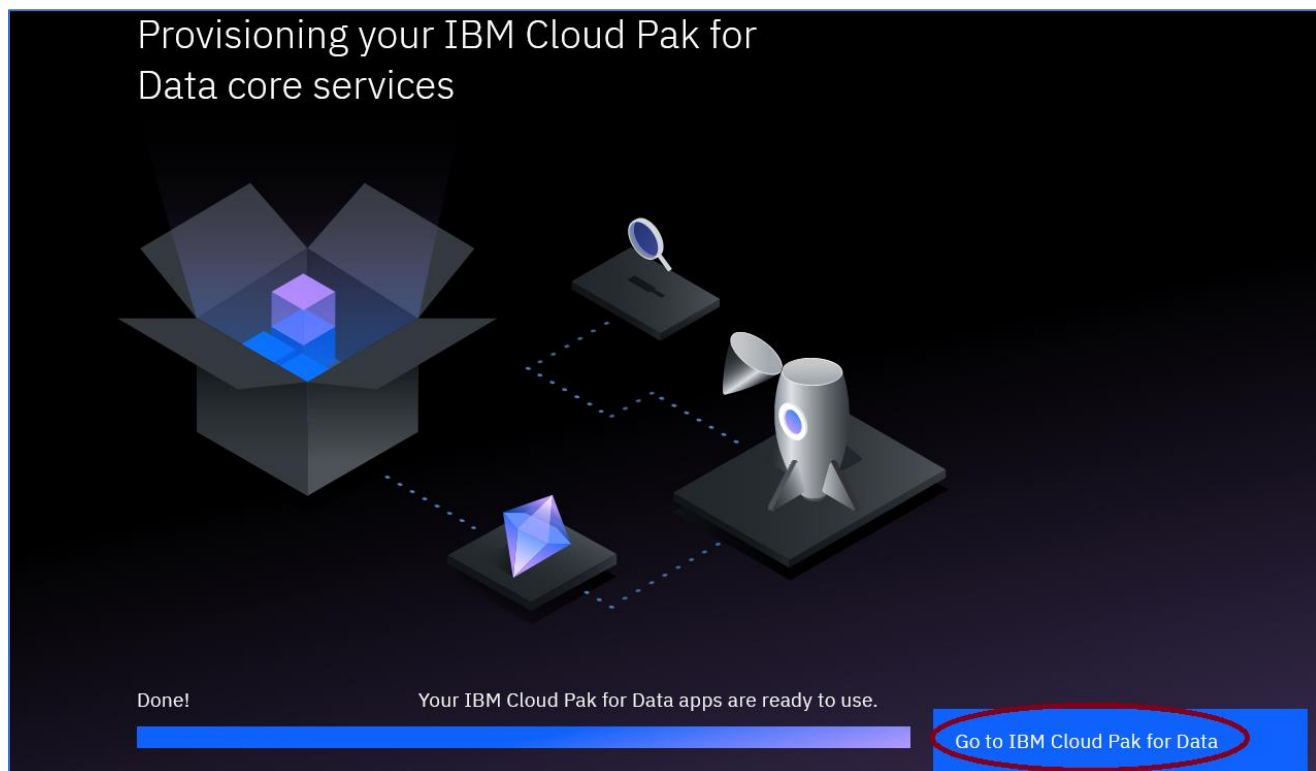 Provisioning your IBM Cloud Pak for
Data core services
Done!
Your IBM Cloud Pak for Data apps are ready to use.
Go to IBM Cloud Pak for Data